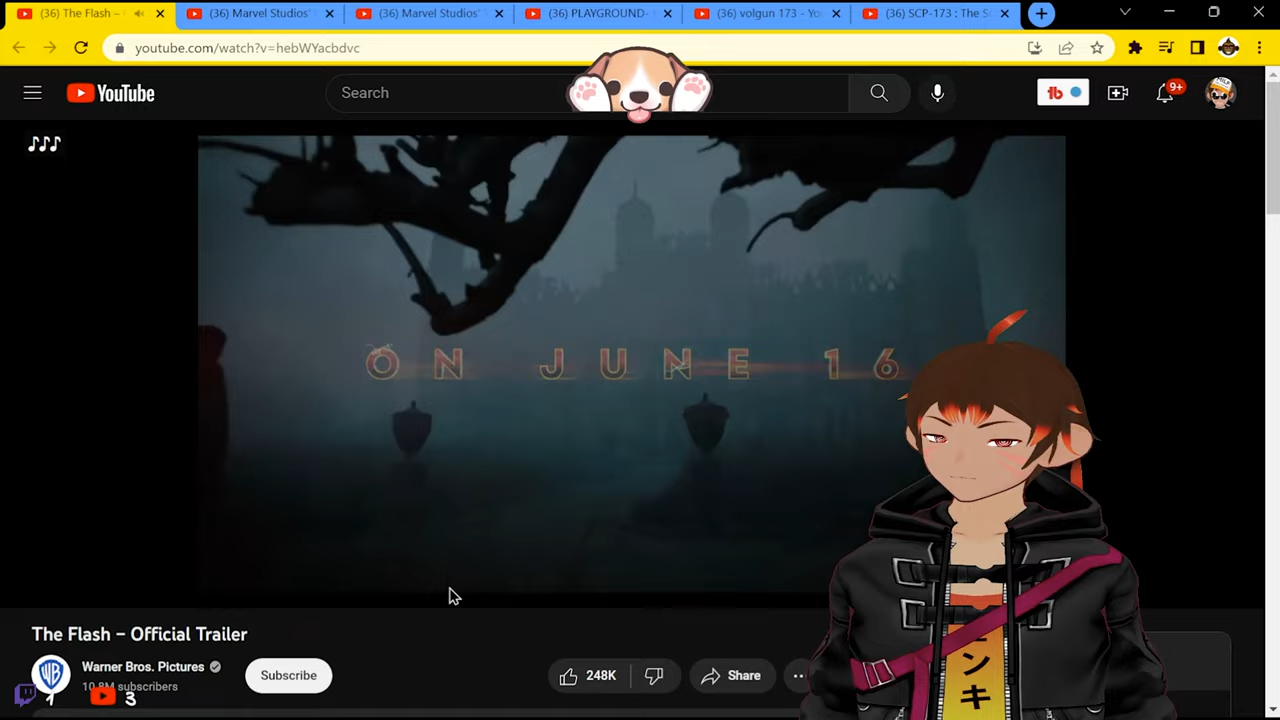 (36) The Flash –
(36) Marvel Studios'
(36) Marvel Studios'
(36) PLAYGROUND-
(36) volgun 173 - Yo
(36) SCP-173 : The S
youtube.com/watch?v=hebWYacbdvc
YouTube
Search
9+
ON JUNE 16
The Flash – Official Trailer
Warner Bros. Pictures
10.8M subscribers
Subscribe
248K
Share
3
ンキ